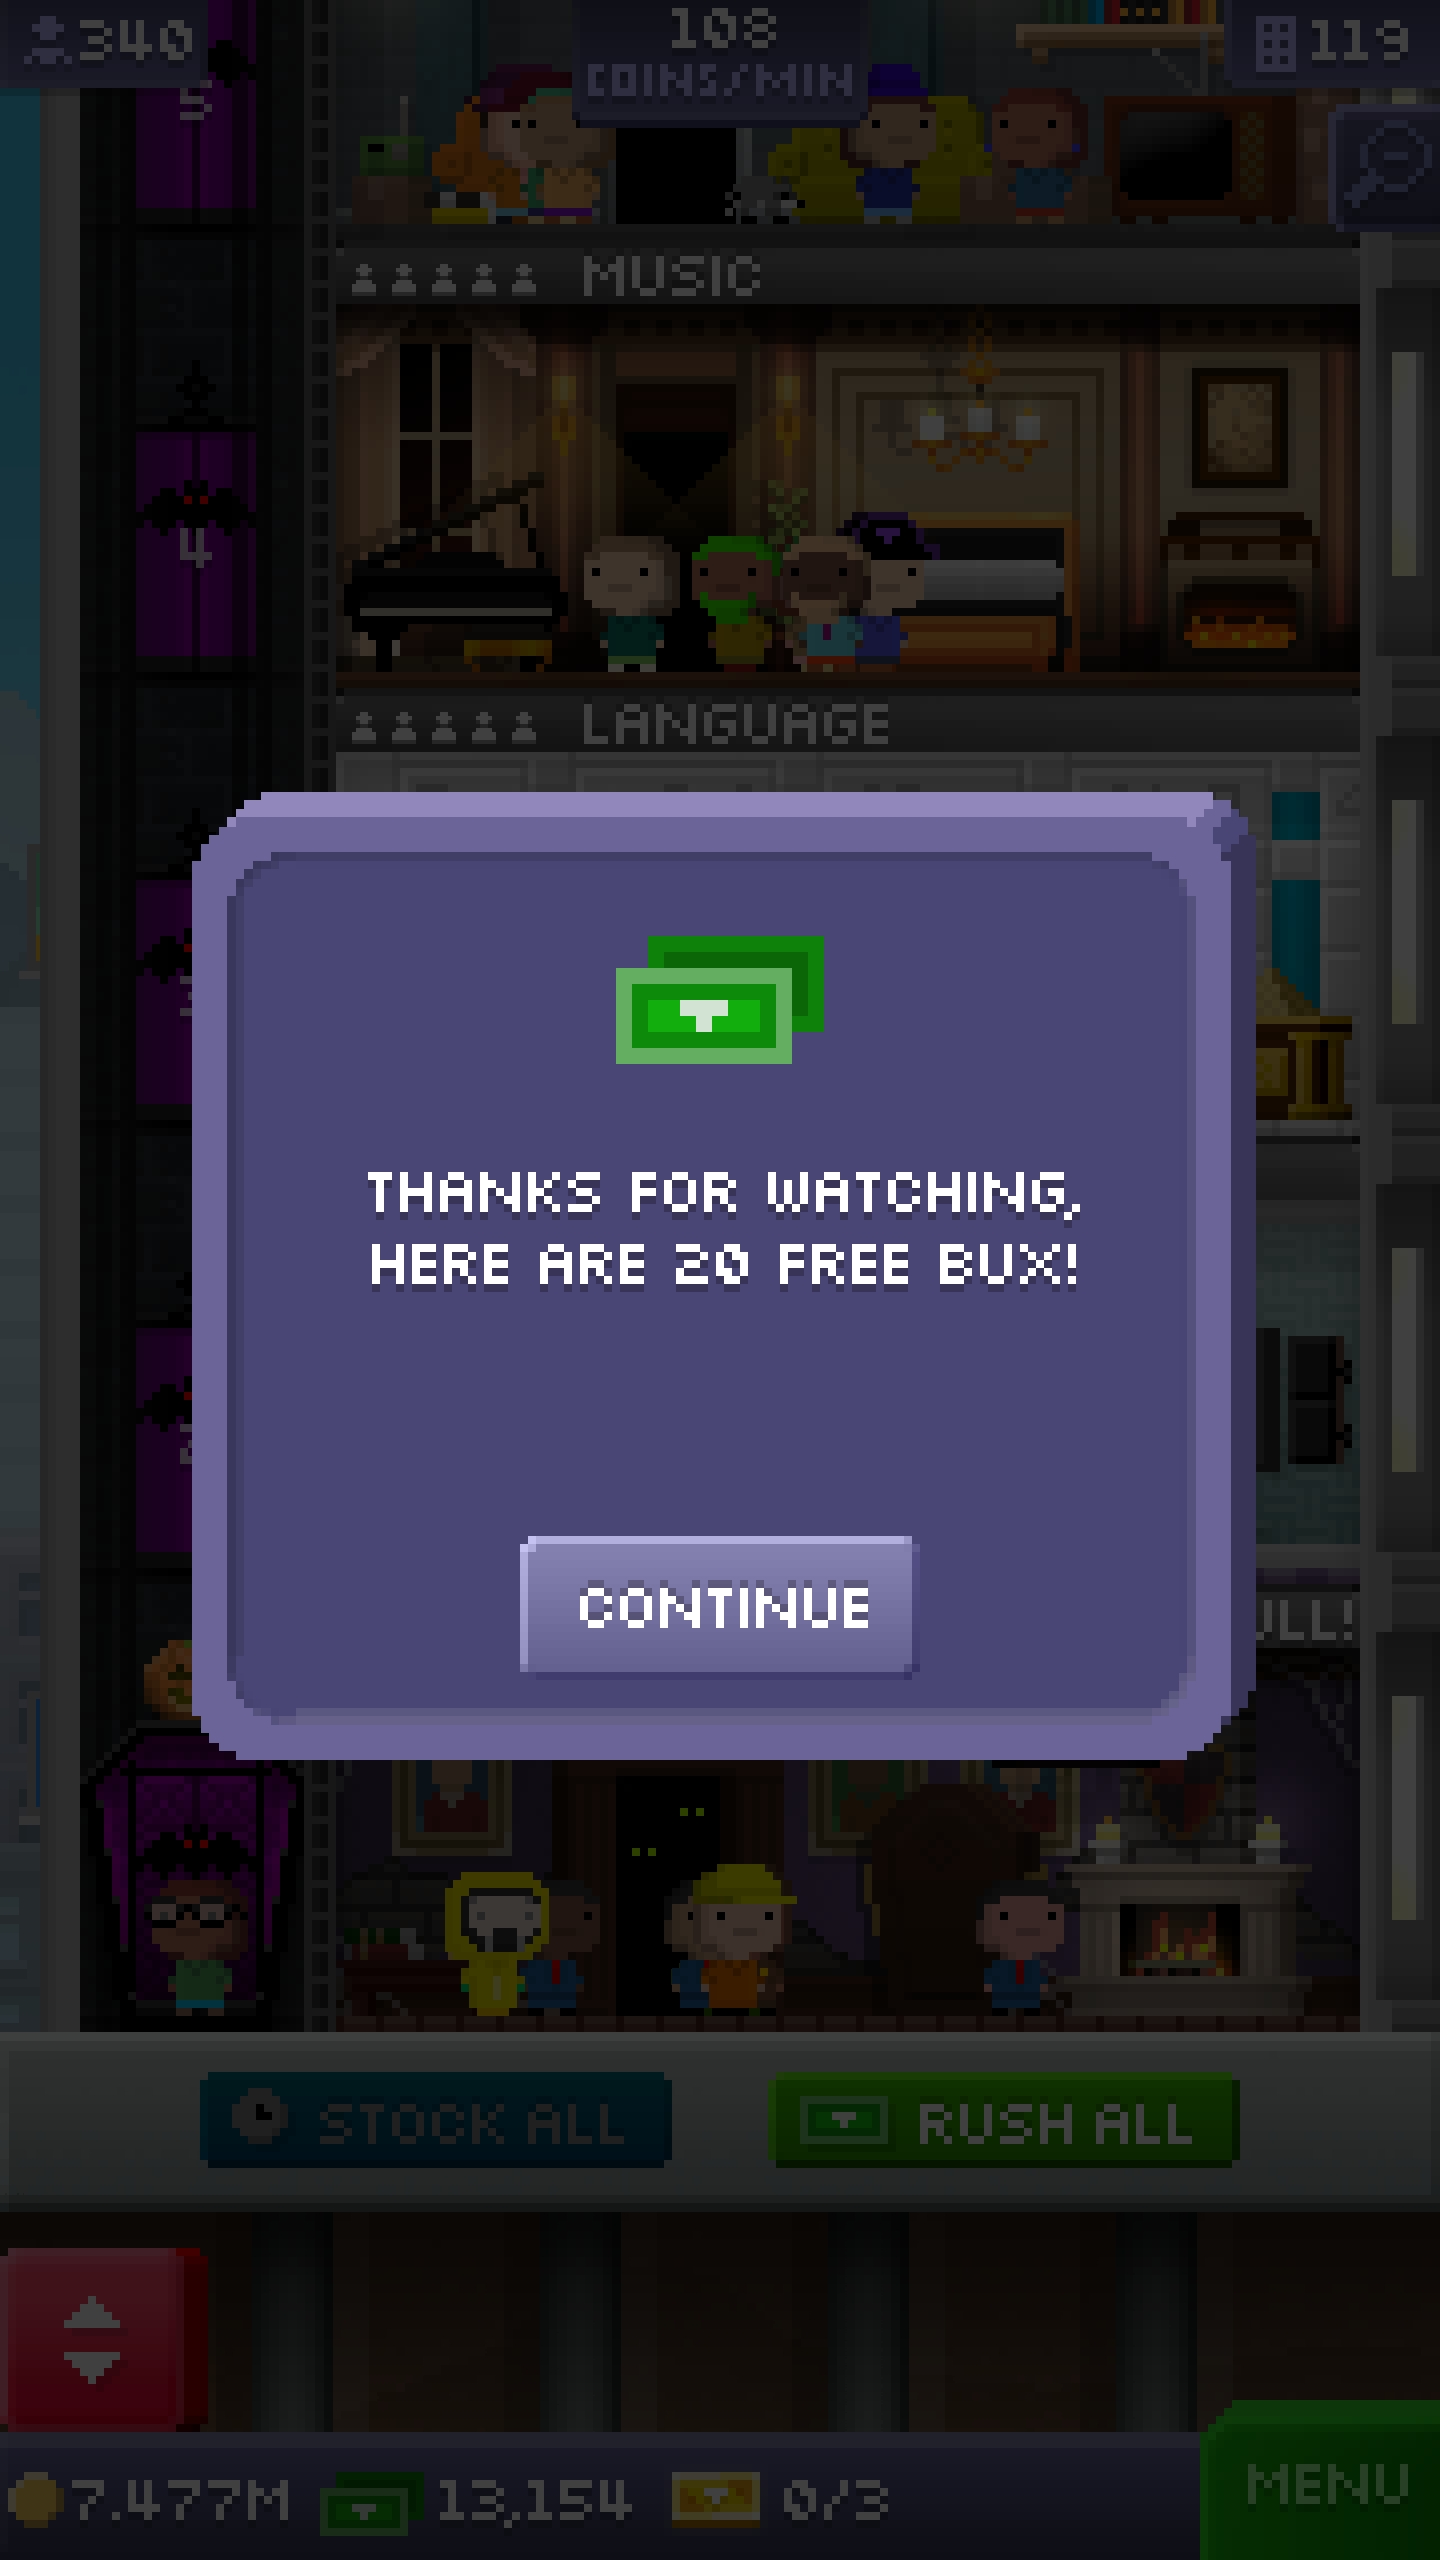 340
108
COINS/MIN
119
5
MUSIC
4
LANGUAGE
THANKS FOR WATCHING,
HERE ARE 20 FREE BUX!
CONTINUE
STOCK ALL
RUSH ALL
7.477M
13,154
0/3
MENU